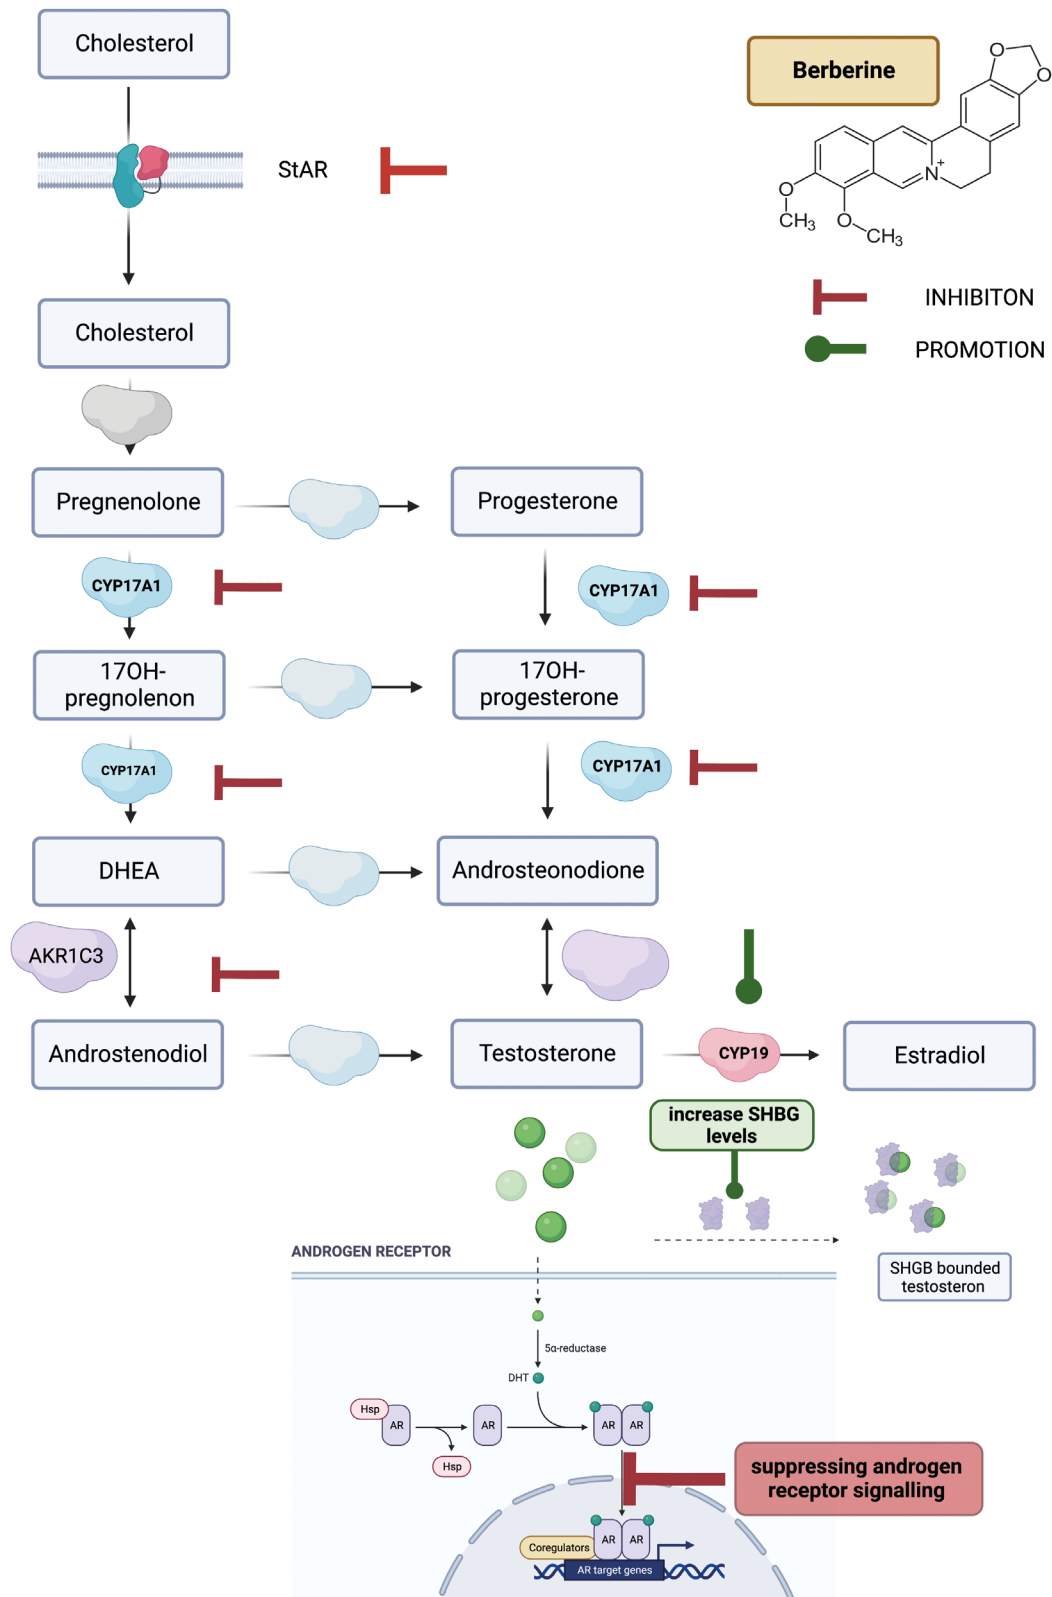 Cholesterol
Berberine
O
O
N+
O
CH3
O
CH3
StAR
INHIBITON
PROMOTION
Cholesterol
Pregnenolone
Progesterone
CYP17A1
CYP17A1
17OH-
pregnolenon
17OH-
progesterone
CYP17A1
CYP17A1
DHEA
Androsteonodione
AKR1C3
Androstenodiol
Testosterone
CYP19
Estradiol
increase SHBG
levels
ANDROGEN RECEPTOR
SHGB bounded
testosteron
5α-reductase
DHT
Hsp
AR
AR
AR AR
Hsp
suppressing androgen
receptor signalling
AR AR
Coregulators
AR target genes